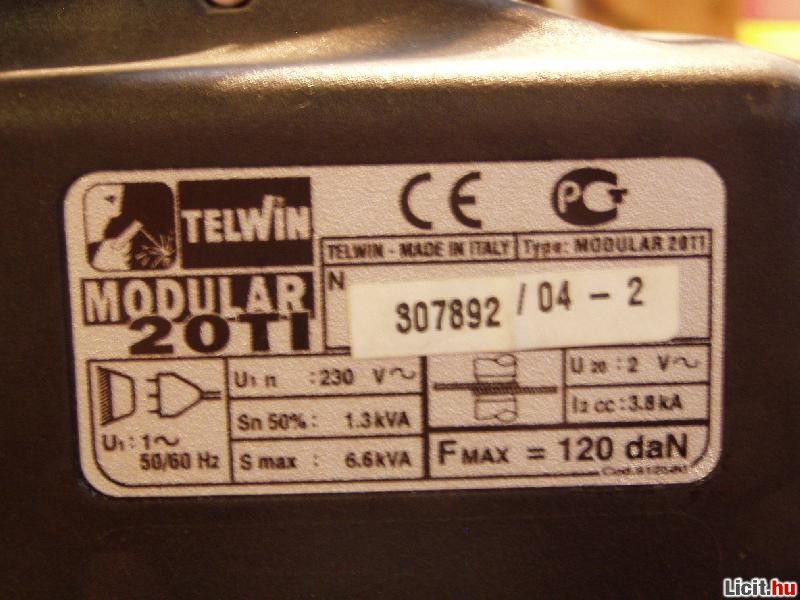 TELWIN
CE
PCT
TELWIN - MADE IN ITALY Type: MODULAR 20TI
MODULAR
20TI
N
307892 / 04 - 2
U1 n : 230 V~
Sn 50% : 1.3 kVA
S max : 6.6 kVA
U1 : 1~
50/60 Hz
U 20 : 2 V~
I2 CC : 3.8 kA
FMAX = 120 daN
Licit.hu